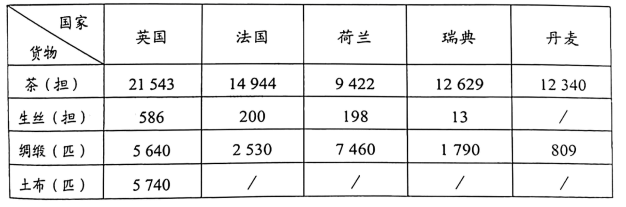 国家
货物 英国 法国 荷兰 瑞典 丹麦
茶(担) 21 543 14 944 9 422 12 629 12 340
生丝(担) 586 200 198 13 /
绸缎(匹) 5 640 2 530 7 460 1 790 809
土布(匹) 5 740 / / / /